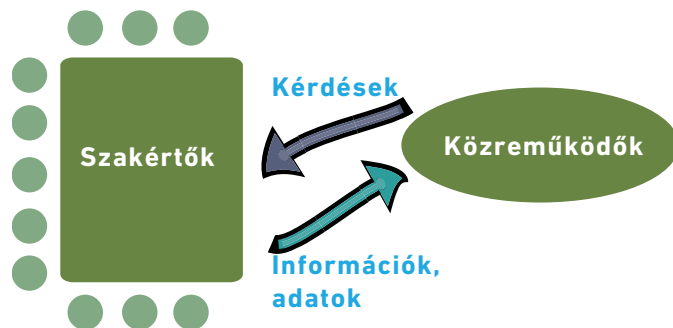 Kérdések
Szakértők
Közreműködők
Információk,
adatok